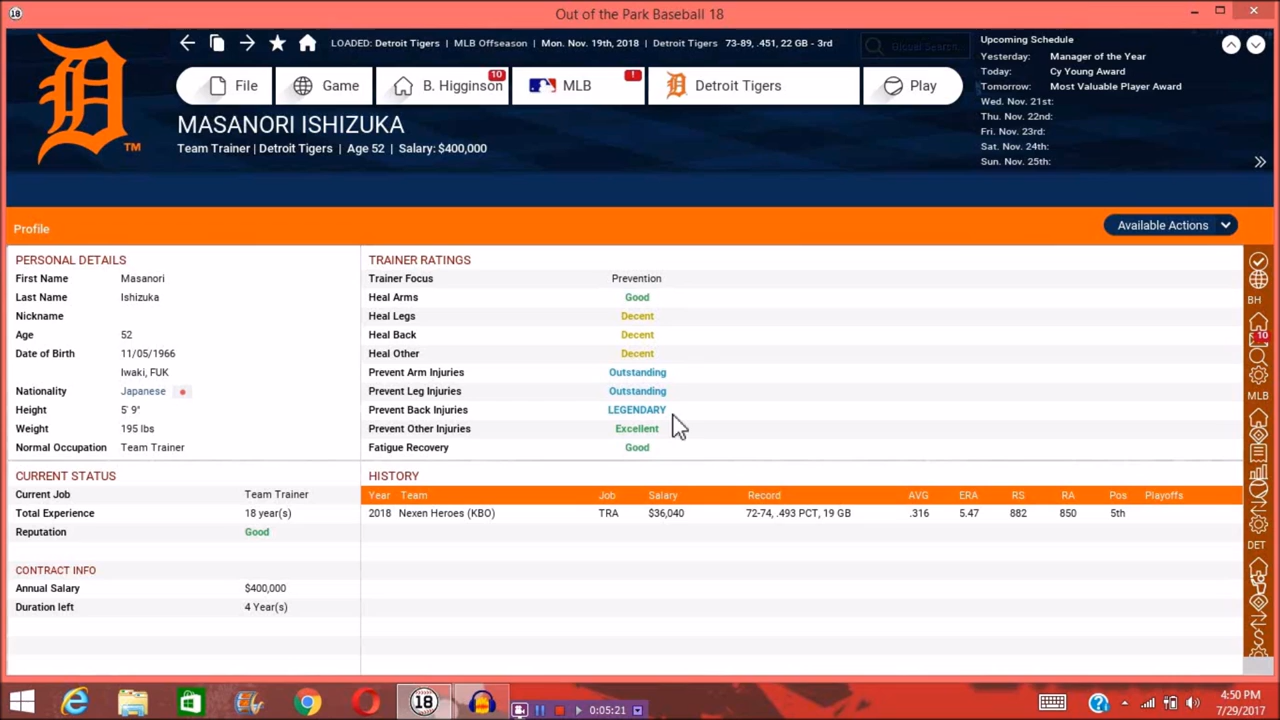 18
Out of the Park Baseball 18
LOADED: Detroit Tigers | MLB Offseason | Mon. Nov. 19th, 2018 | Detroit Tigers 73-89, .451, 22 GB - 3rd
Global Search
Upcoming Schedule
Yesterday: Manager of the Year
Today: Cy Young Award
Tomorrow: Most Valuable Player Award
Wed. Nov. 21st:
Thu. Nov. 22nd:
Fri. Nov. 23rd:
Sat. Nov. 24th:
Sun. Nov. 25th:
File
Game
B. Higginson
10
MLB
!
Detroit Tigers
Play
TM
MASANORI ISHIZUKA
Team Trainer | Detroit Tigers | Age 52 | Salary: $400,000
Profile
Available Actions
PERSONAL DETAILS
First Name Masanori
Last Name Ishizuka
Nickname
Age 52
Date of Birth 11/05/1966
Iwaki, FUK
Nationality Japanese
Height 5' 9"
Weight 195 lbs
Normal Occupation Team Trainer
TRAINER RATINGS
Trainer Focus Prevention
Heal Arms Good
Heal Legs Decent
Heal Back Decent
Heal Other Decent
Prevent Arm Injuries Outstanding
Prevent Leg Injuries Outstanding
Prevent Back Injuries LEGENDARY
Prevent Other Injuries Excellent
Fatigue Recovery Good
CURRENT STATUS
Current Job Team Trainer
Total Experience 18 year(s)
Reputation Good
CONTRACT INFO
Annual Salary $400,000
Duration left 4 Year(s)
HISTORY
Year Team Job Salary Record AVG ERA RS RA Pos Playoffs
2018 Nexen Heroes (KBO) TRA $36,040 72-74, .493 PCT, 19 GB .316 5.47 882 850 5th
BH
10
MLB
DET
18
0:05:21
4:50 PM
7/29/2017